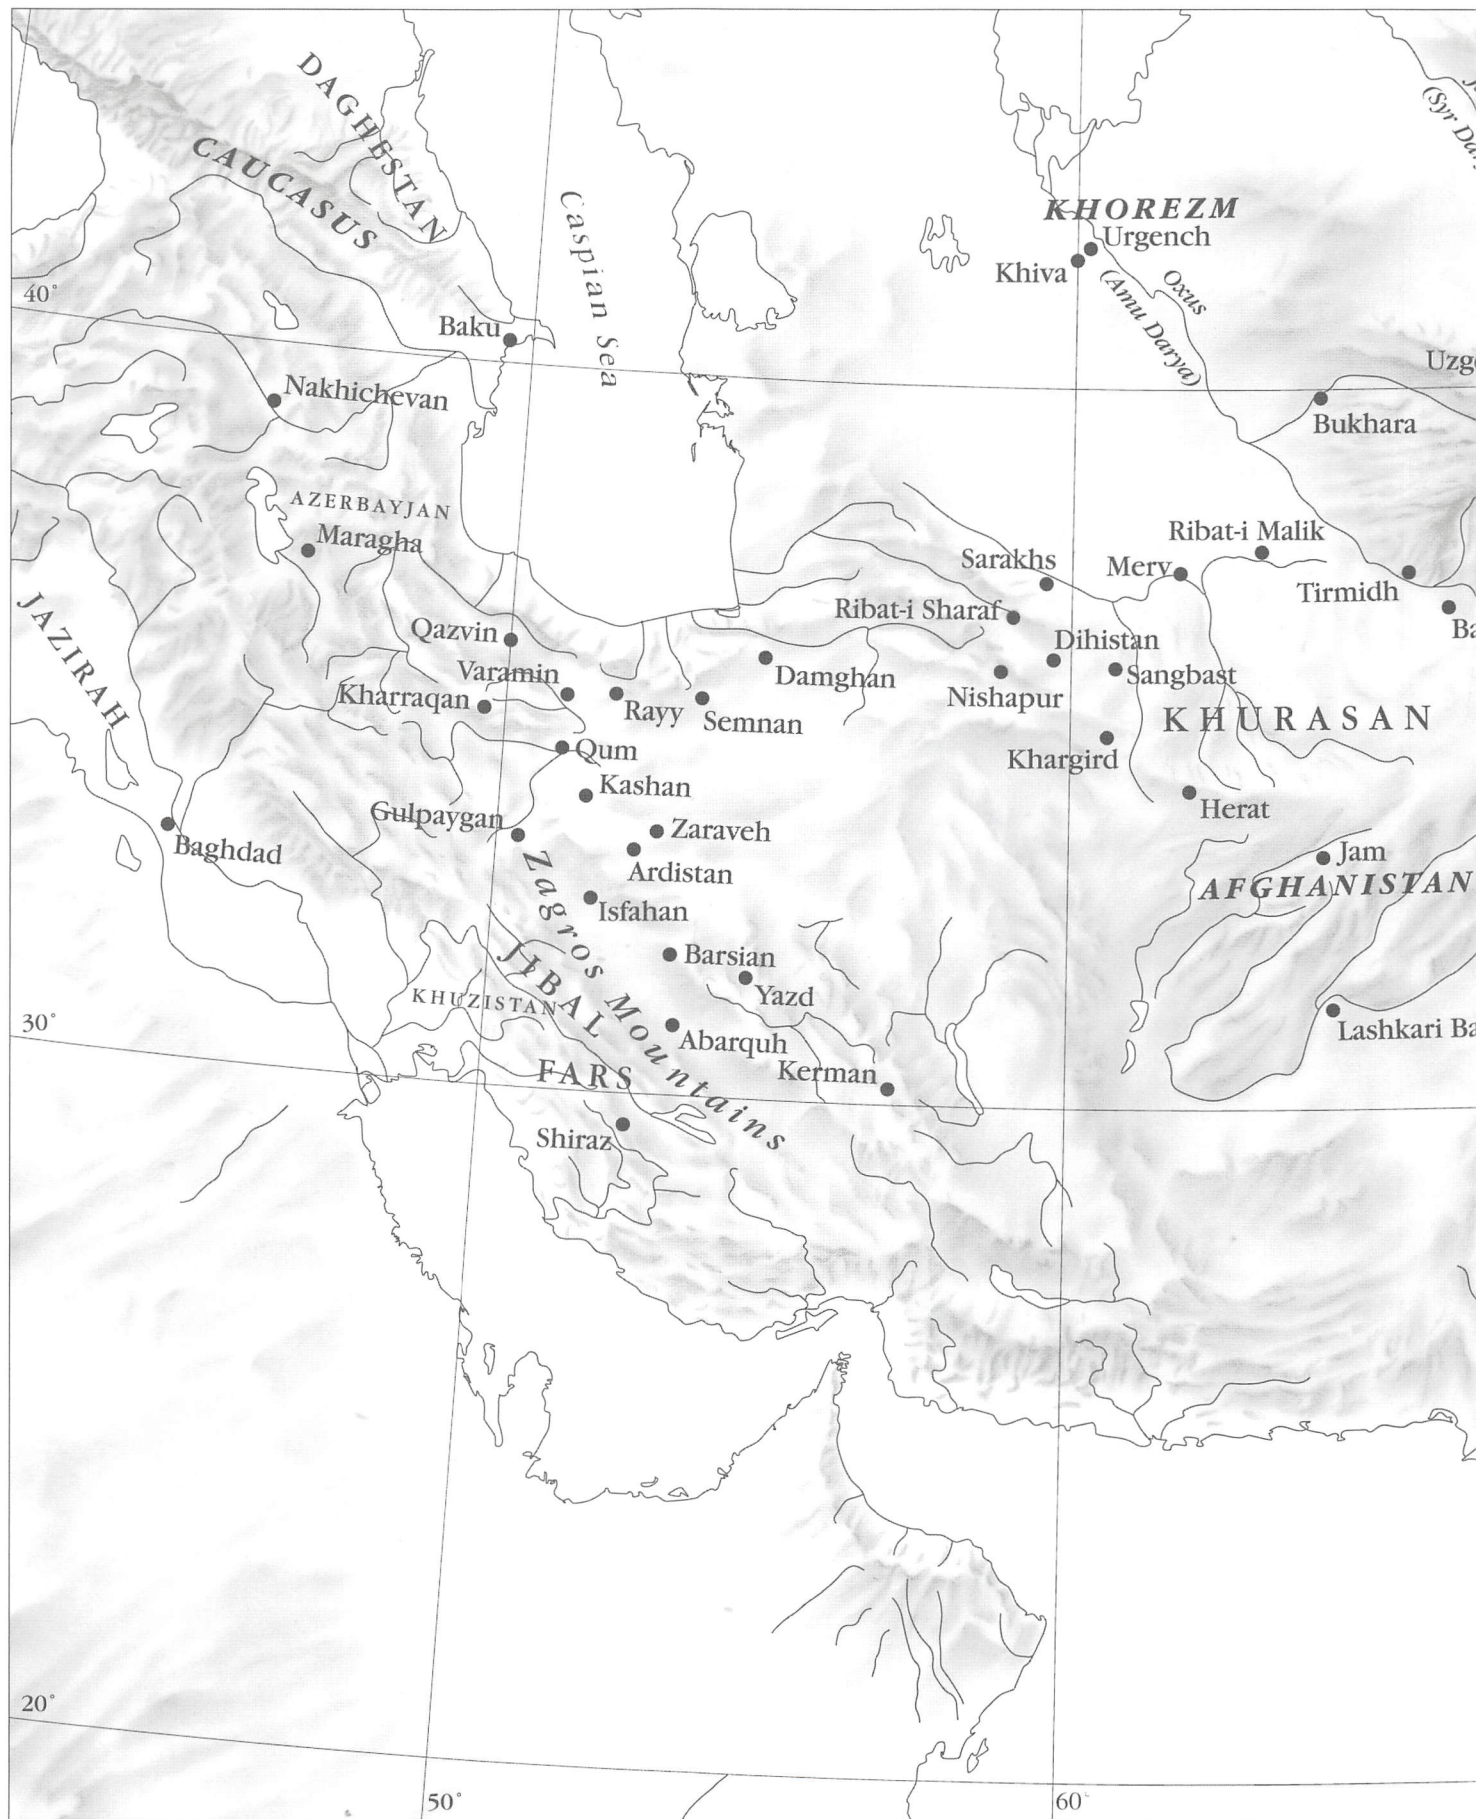 DAGHESTAN
CAUCASUS
Caspian Sea
(Syr
KHOREZM
Urgench
Khiva
Oxus
(Amu Darya)
40°
Baku
Nakhichevan
Bukhara
AZERBAYJAN
Maragha
Ribat-i Malik
Sarakhs
Merv
Tirmidh
JAZIRAH
Ribat-i Sharaf
Qazvin
Dihistan
Varamin
Damghan
Sangbast
Kharraqan
Nishapur
Rayy
Semnan
KHURASAN
Qum
Khargird
Kashan
Herat
Gulpaygan
Zaraveh
Baghdad
Jam
Ardistan
AFGHANISTAN
Isfahan
Zagros Mountains
Barsian
JIBAL
Yazd
KHUZISTAN
30°
Lashkari
Abarquh
FARS
Kerman
Shiraz
20°
50°
60°